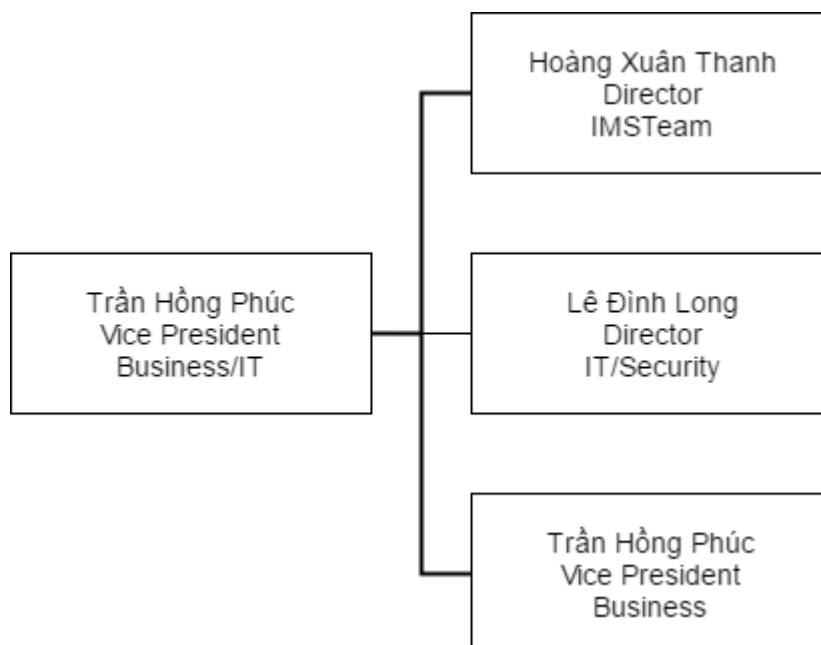 Hoàng Xuân Thanh
Director
IMSTeam
Trần Hồng Phúc
Vice President
Business/IT
Lê Đình Long
Director
IT/Security
Trần Hồng Phúc
Vice President
Business